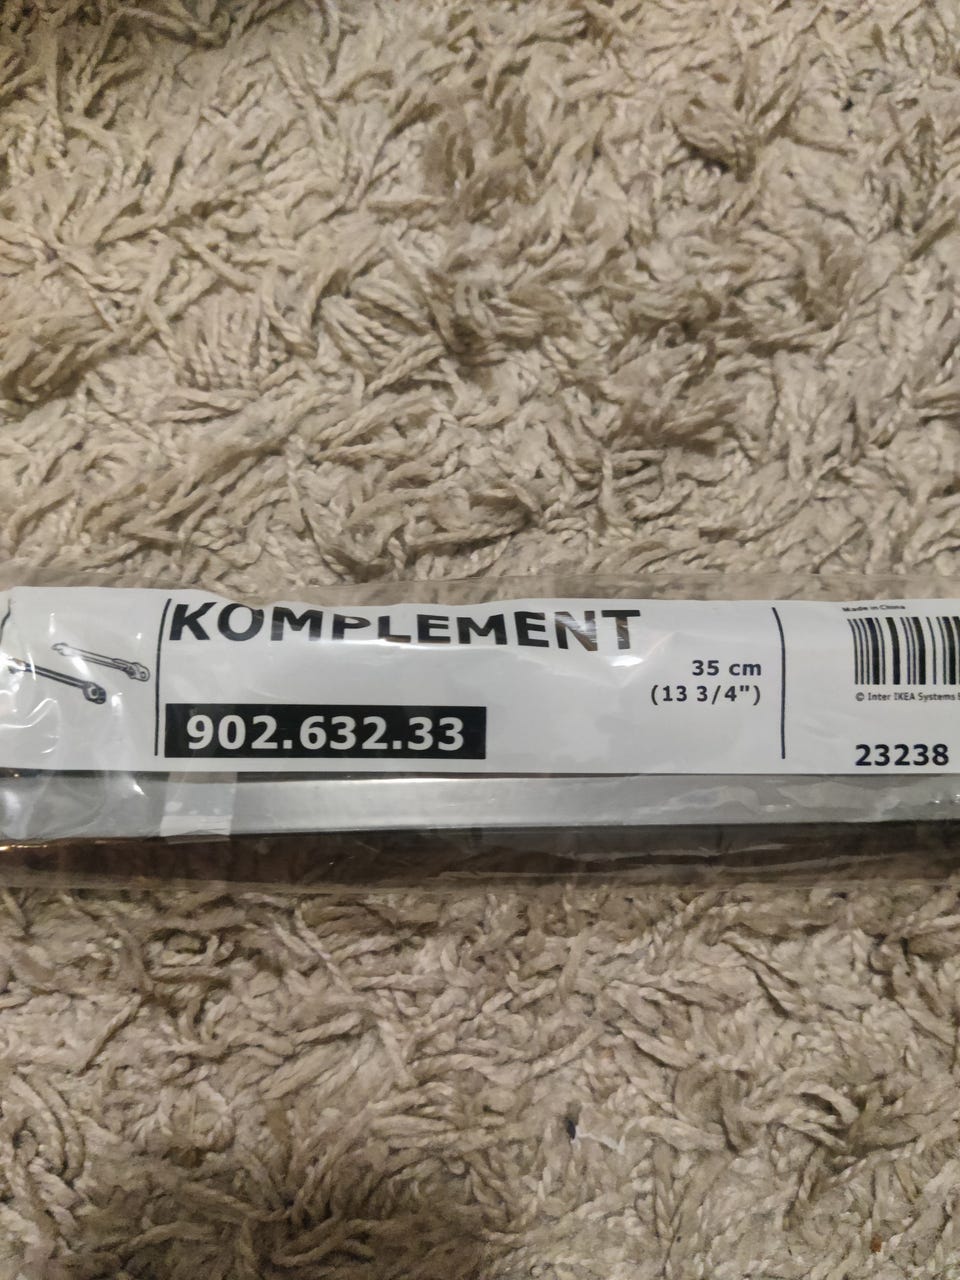 KOMPLEMENT
35 cm
(13 3/4")
902.632.33
Made in China
© Inter IKEA Systems
23238